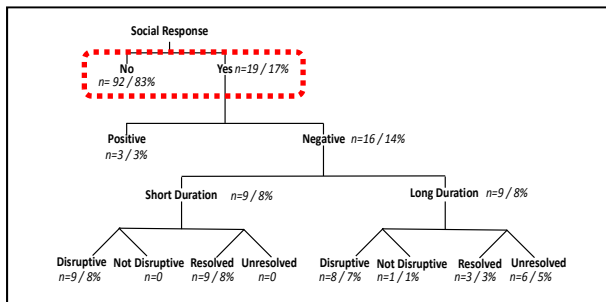 Social Response
No
n= 92 / 83%
Yes n=19 / 17%
Positive
n=3 / 3%
Negative n=16 / 14%
Short Duration n=9 / 8%
Long Duration n=9 / 8%
Disruptive Not Disruptive Resolved Unresolved Disruptive Not Disruptive Resolved Unresolved
n=9 / 8% n=0 n=9 / 8% n=0 n=8 / 7% n=1 / 1% n=3 / 3% n=6 / 5%